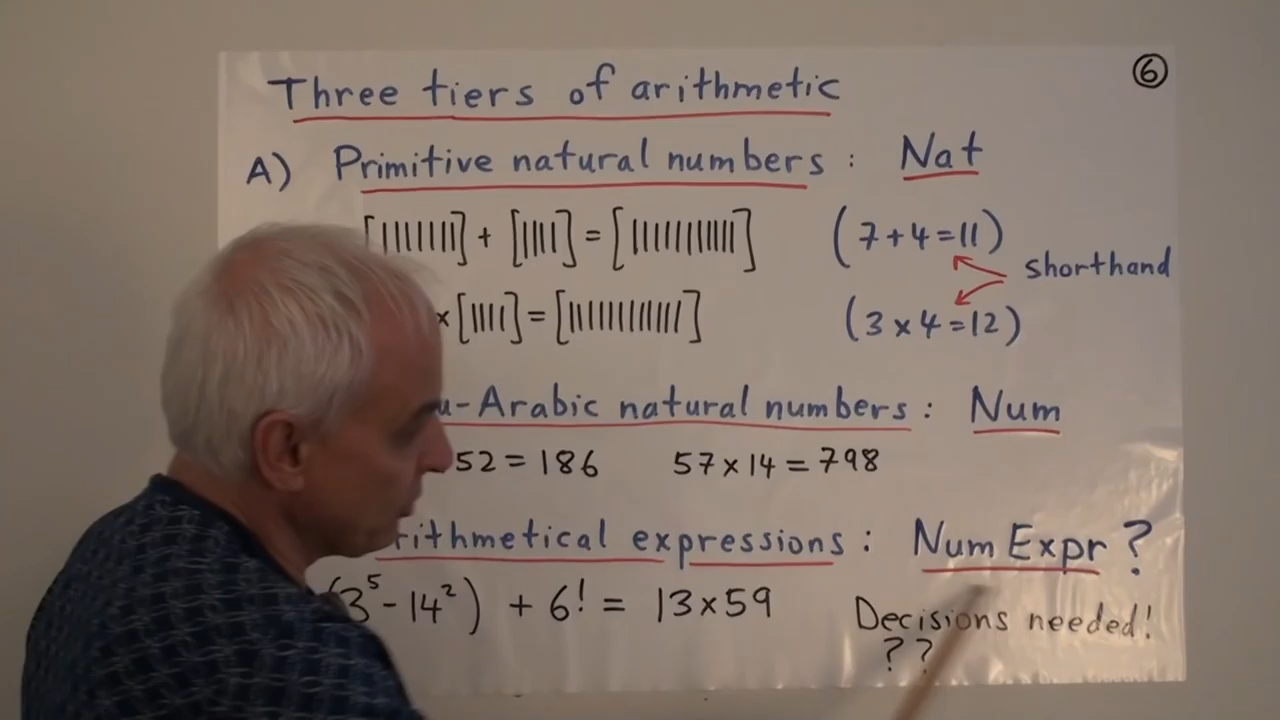 Three tiers of arithmetic
6
A) Primitive natural numbers : Nat
[||||||||] + [||||] = [|||||||||||] (7+4=11)
shorthand
× [||||] = [||||||||||||] (3 × 4 = 12)
u-Arabic natural numbers : Num
52 = 186 57 × 14 = 798
rithmetical expressions : Num Expr ?
(3⁵ - 14²) + 6! = 13 × 59
Decisions needed!
? ?